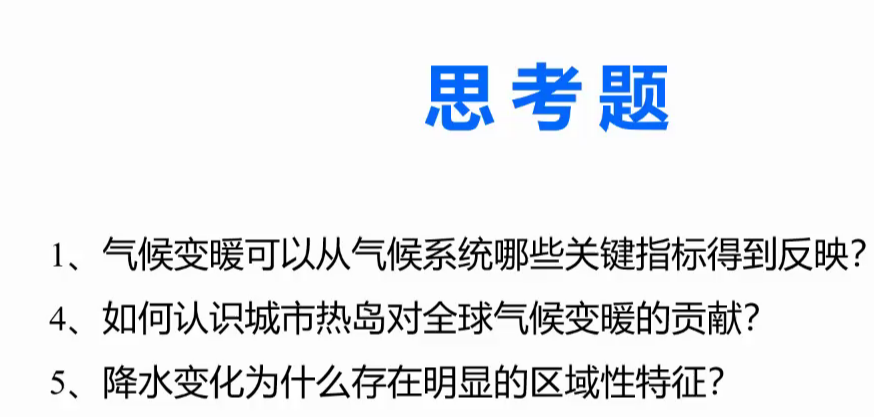 思考题
1、气候变暖可以从气候系统哪些关键指标得到反映?
4、如何认识城市热岛对全球气候变暖的贡献?
5、降水变化为什么存在明显的区域性特征?